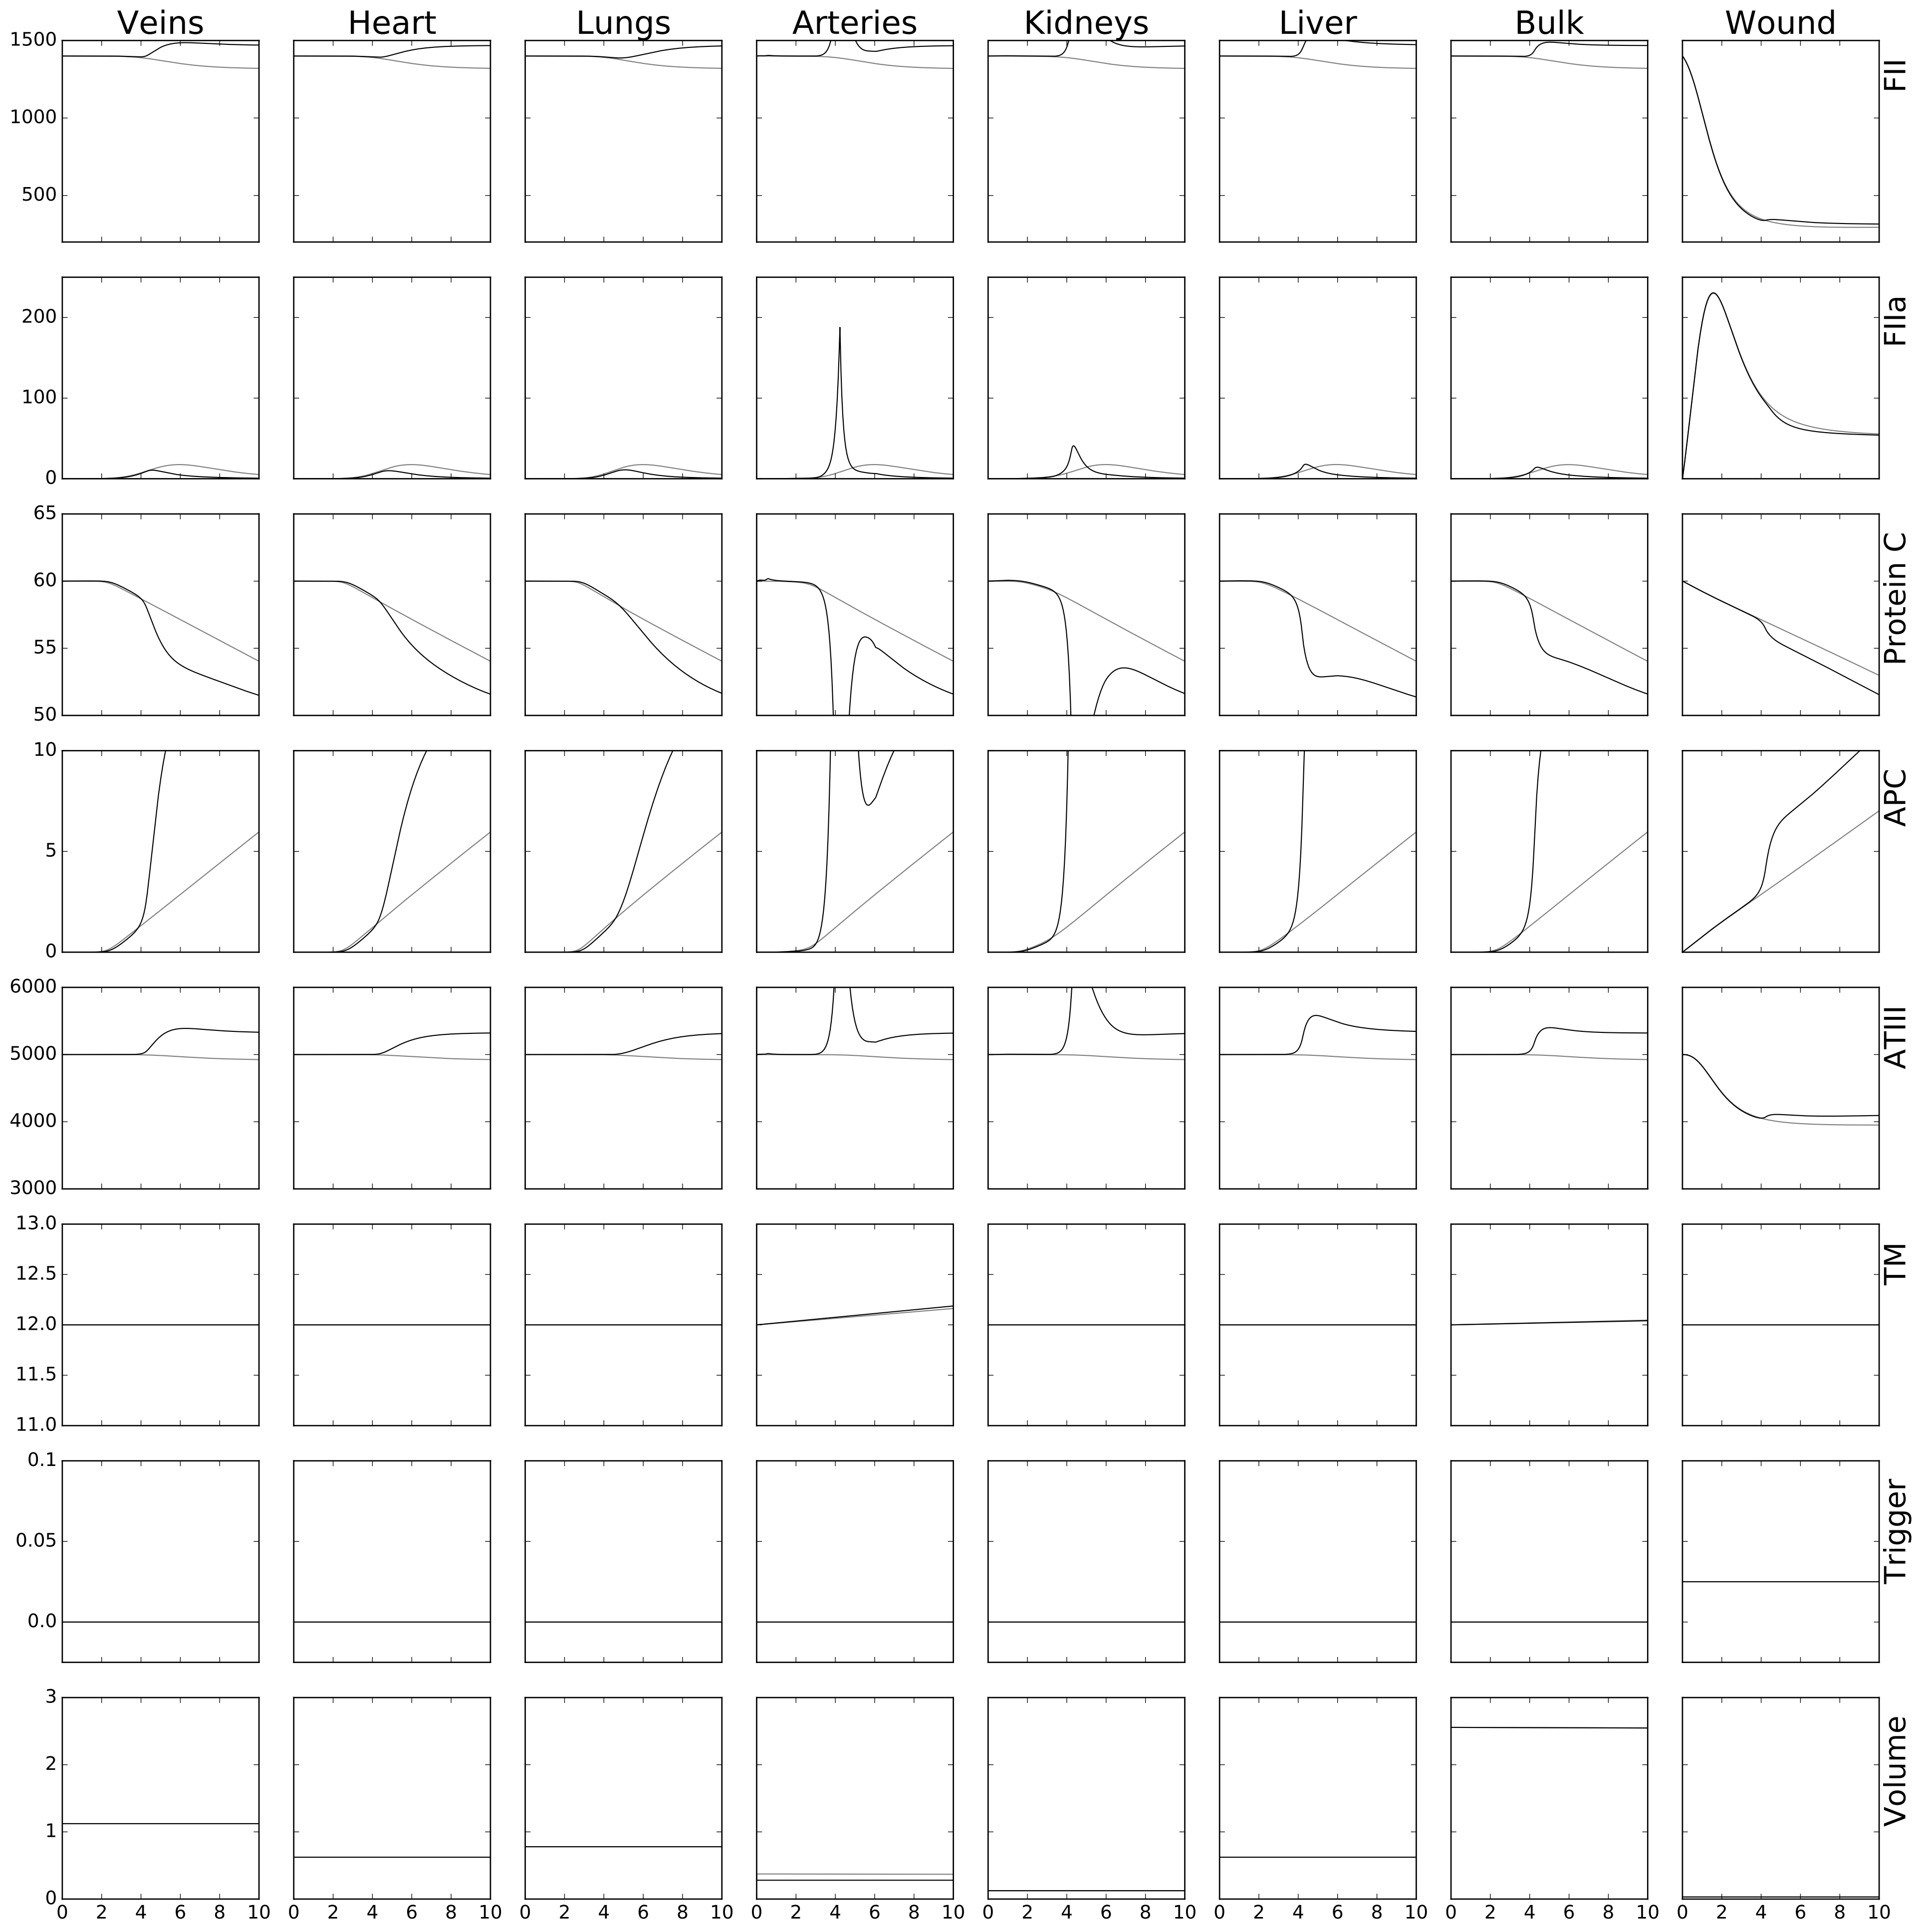 Veins Heart Lungs Arteries Kidneys Liver Bulk Wound
1500
1000
500
FII
200
100
0
FIIa
65
60
55
50
Protein C
10
5
0
APC
6000
5000
4000
3000
ATIII
13.0
12.5
12.0
11.5
11.0
TM
0.1
0.05
0.0
Trigger
3
2
1
0
Volume
0 2 4 6 8 10 0 2 4 6 8 10 0 2 4 6 8 10 0 2 4 6 8 10 0 2 4 6 8 10 0 2 4 6 8 10 0 2 4 6 8 10 0 2 4 6 8 10